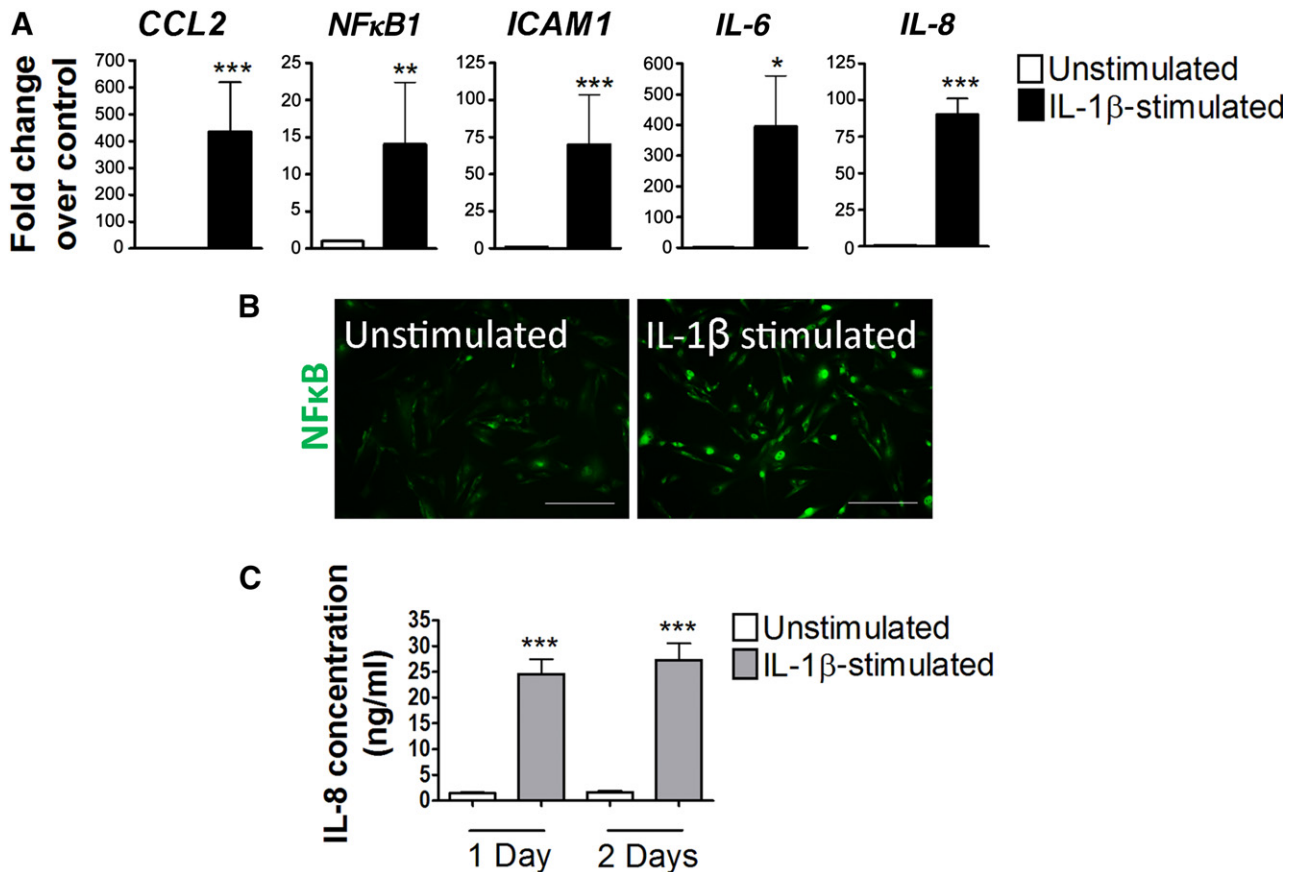 A
CCL2
NFκB1
ICAM1
IL-6
IL-8
Fold change
over control
700
600
500
400
300
200
100
0
***
25
20
15
10
5
0
**
125
100
75
50
25
0
***
600
500
400
300
200
100
0
*
125
100
75
50
25
0
***
Unstimulated
IL-1β-stimulated
B
NFκB
Unstimulated
IL-1β stimulated
C
IL-8 concentration
(ng/ml)
35
30
25
20
15
10
5
0
***
***
1 Day
2 Days
Unstimulated
IL-1β-stimulated